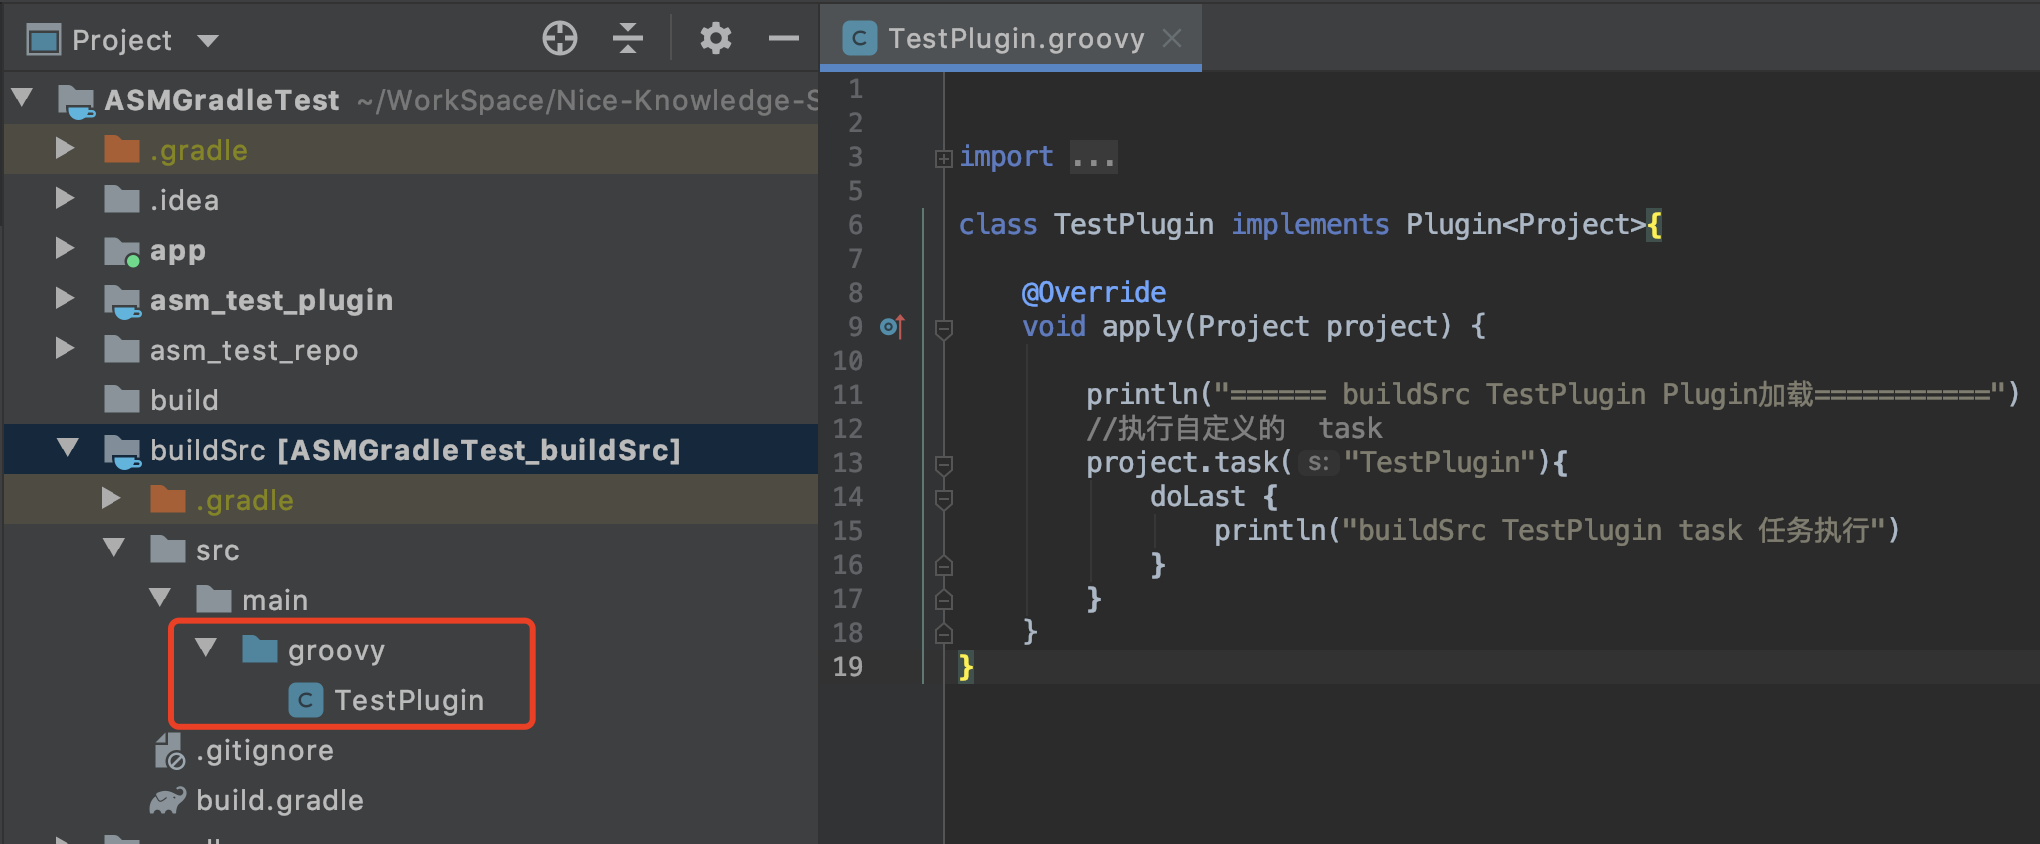 Project
TestPlugin.groovy
ASMGradleTest ~/WorkSpace/Nice-Knowledge-S
.gradle
.idea
app
asm_test_plugin
asm_test_repo
build
buildSrc [ASMGradleTest_buildSrc]
.gradle
src
main
groovy
TestPlugin
.gitignore
build.gradle
1
2
3 import ...
5
6 class TestPlugin implements Plugin<Project>{
7
8 @Override
9 void apply(Project project) {
10
11 println("====== buildSrc TestPlugin Plugin加载===========")
12 //执行自定义的 task
13 project.task( s: "TestPlugin"){
14 doLast {
15 println("buildSrc TestPlugin task 任务执行")
16 }
17 }
18 }
19 }